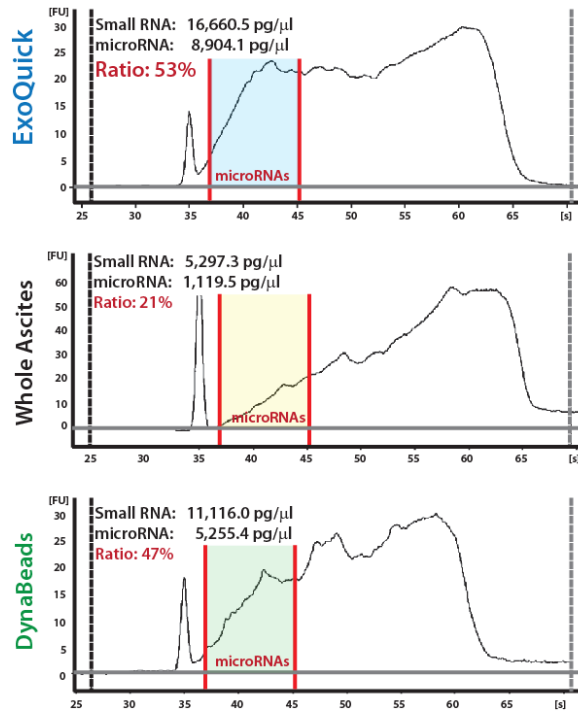 ExoQuick
[FU]
Small RNA: 16,660.5 pg/μl
microRNA: 8,904.1 pg/μl
Ratio: 53%
30
25
20
15
10
5
0
microRNAs
25 30 35 40 45 50 55 60 65 [s]
Whole Ascites
[FU]
Small RNA: 5,297.3 pg/μl
microRNA: 1,119.5 pg/μl
Ratio: 21%
60
50
40
30
20
10
0
microRNAs
25 30 35 40 45 50 55 60 65 [s]
DynaBeads
[FU]
Small RNA: 11,116.0 pg/μl
microRNA: 5,255.4 pg/μl
Ratio: 47%
30
25
20
15
10
5
0
microRNAs
25 30 35 40 45 50 55 60 65 [s]